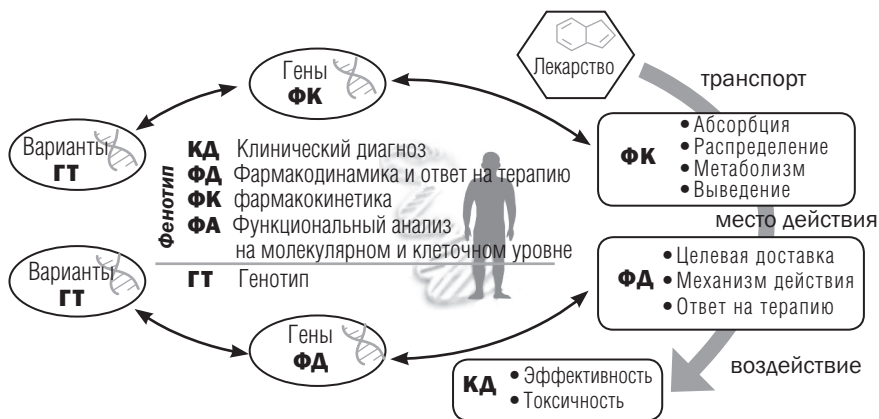 Лекарство
транспорт
Гены
ФК
Варианты
ГТ
ФК
• Абсорбция
• Распределение
• Метаболизм
• Выведение
Фенотип
КД Клинический диагноз
ФД Фармакодинамика и ответ на терапию
ФК фармакокинетика
ФА Функциональный анализ
на молекулярном и клеточном уровне
ГТ Генотип
место действия
Варианты
ГТ
ФД
• Целевая доставка
• Механизм действия
• Ответ на терапию
Гены
ФД
воздействие
КД
• Эффективность
• Токсичность